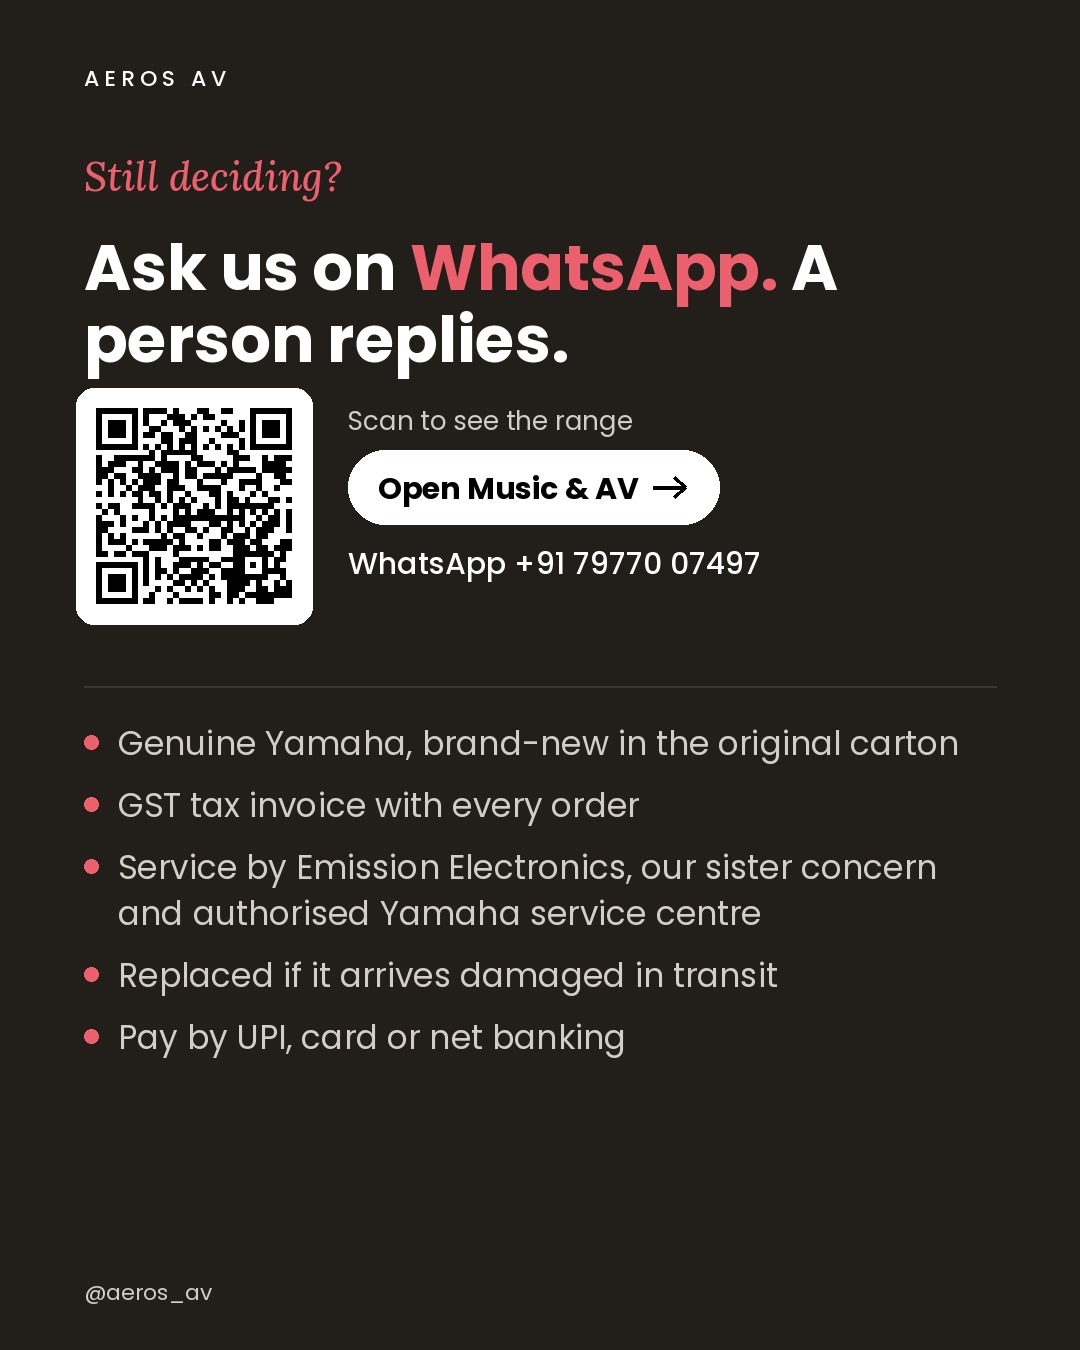 AEROS AV
Still deciding?
Ask us on WhatsApp. A
person replies.
Scan to see the range
Open Music & AV →
WhatsApp +91 79770 07497
Genuine Yamaha, brand-new in the original carton
GST tax invoice with every order
Service by Emission Electronics, our sister concern
and authorised Yamaha service centre
Replaced if it arrives damaged in transit
Pay by UPI, card or net banking
@aeros_av